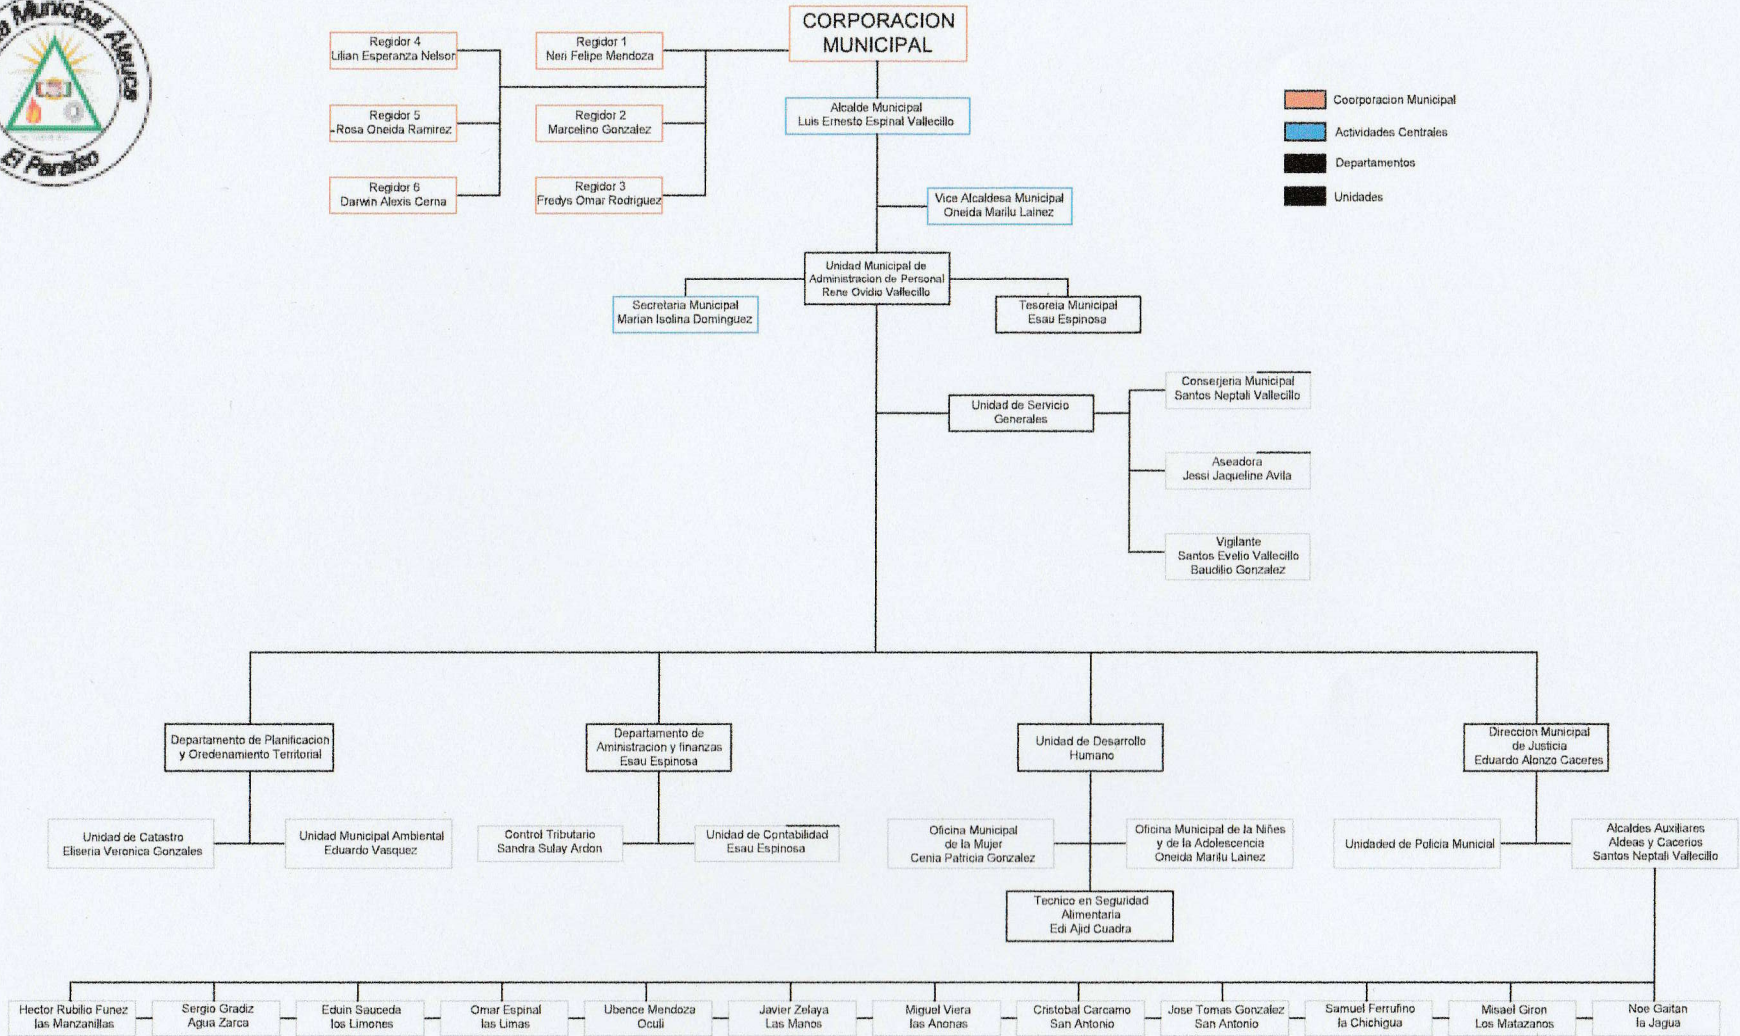 Municipal Alauca
El Paraiso
CORPORACION
MUNICIPAL
Regidor 4
Lilian Esperanza Nelson
Regidor 1
Neri Felipe Mendoza
Regidor 5
Rosa Oneida Ramirez
Regidor 2
Marcelino Gonzalez
Regidor 6
Darwin Alexis Cerna
Regidor 3
Fredys Omar Rodriguez
Alcalde Municipal
Luis Ernesto Espinal Vallecillo
Coorporacion Municipal
Actividades Centrales
Departamentos
Unidades
Vice Alcaldesa Municipal
Oneida Marilu Lainez
Unidad Municipal de
Administracion de Personal
Rene Ovidio Vallecillo
Secretaria Municipal
Marian Isolina Dominguez
Tesoreia Municipal
Esau Espinosa
Unidad de Servicio
Generales
Conserjeria Municipal
Santos Neptali Vallecillo
Aseadora
Jessi Jaqueline Avila
Vigilante
Santos Evelio Vallecillo
Baudilio Gonzalez
Departamento de Planificacion
y Oredenamiento Territorial
Departamento de
Aministracion y finanzas
Esau Espinosa
Unidad de Desarrollo
Humano
Direccion Municipal
de Justicia
Eduardo Alonzo Caceres
Unidad de Catastro
Eliseria Veronica Gonzales
Unidad Municipal Ambiental
Eduardo Vasquez
Control Tributario
Sandra Sulay Ardon
Unidad de Contabilidad
Esau Espinosa
Oficina Municipal
de la Mujer
Cenia Patricia Gonzalez
Oficina Municipal de la Niñes
y de la Adolescencia
Oneida Marilu Lainez
Unidaded de Policia Municial
Alcaldes Auxiliares
Aldeas y Cacerios
Santos Neptali Vallecillo
Tecnico en Seguridad
Alimentaria
Edi Ajid Cuadra
Hector Rubilio Funez
las Manzanillas
Sergio Gradiz
Agua Zarca
Eduin Sauceda
los Limones
Omar Espinal
las Limas
Ubence Mendoza
Oculi
Javier Zelaya
Las Manos
Miguel Viera
las Anonas
Cristobal Carcamo
San Antonio
Jose Tomas Gonzalez
San Antonio
Samuel Ferrufino
la Chichigua
Misael Giron
Los Matazanos
Noe Gaitan
la Jagua